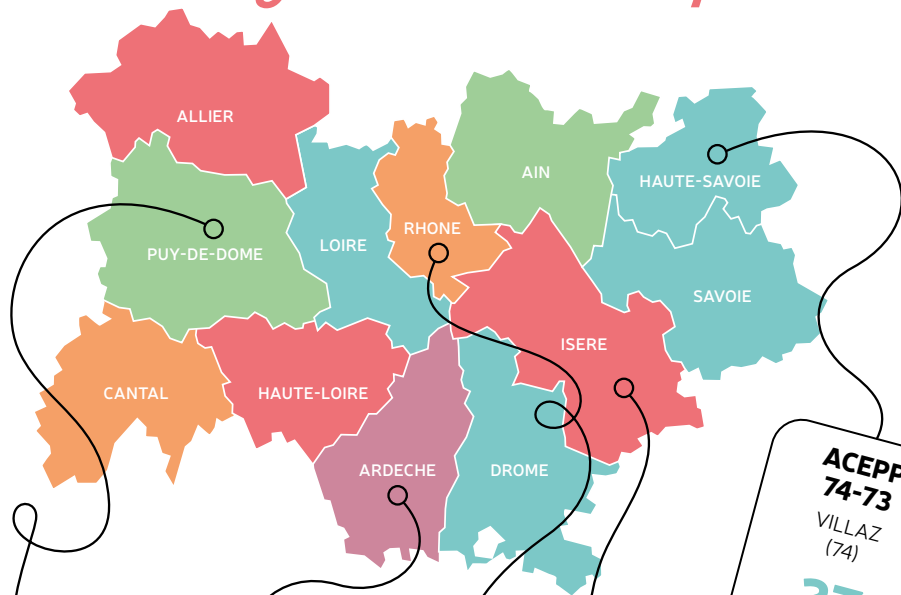 ALLIER
AIN
HAUTE-SAVOIE
RHONE
LOIRE
PUY-DE-DOME
SAVOIE
ISERE
CANTAL
HAUTE-LOIRE
ARDECHE
DROME
ACEPP
74-73
VILLAZ
(74)